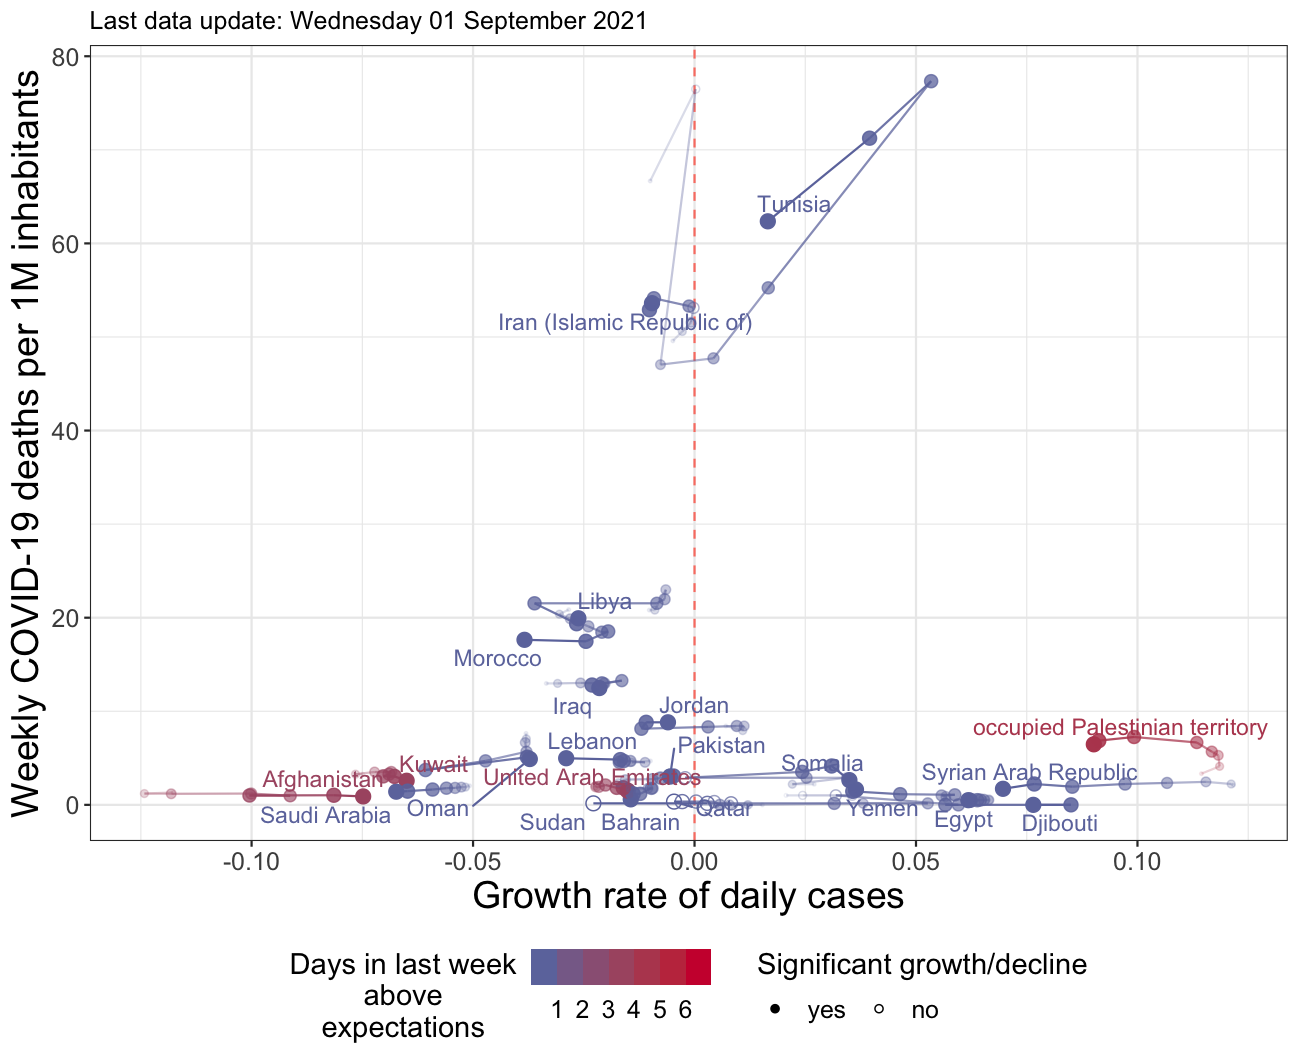 Last data update: Wednesday 01 September 2021
Weekly COVID-19 deaths per 1M inhabitants
80
60
40
20
0
Tunisia
Iran (Islamic Republic of)
Libya
Morocco
Iraq
Jordan
occupied Palestinian territory
Lebanon
Pakistan
Kuwait
Somalia
Afghanistan
United Arab Emirates
Syrian Arab Republic
Saudi Arabia
Oman
Qatar
Yemen
Sudan
Bahrain
Egypt
Djibouti
-0.10
-0.05
0.00
0.05
0.10
Growth rate of daily cases
Days in last week
above
expectations
1 2 3 4 5 6
Significant growth/decline
yes
no